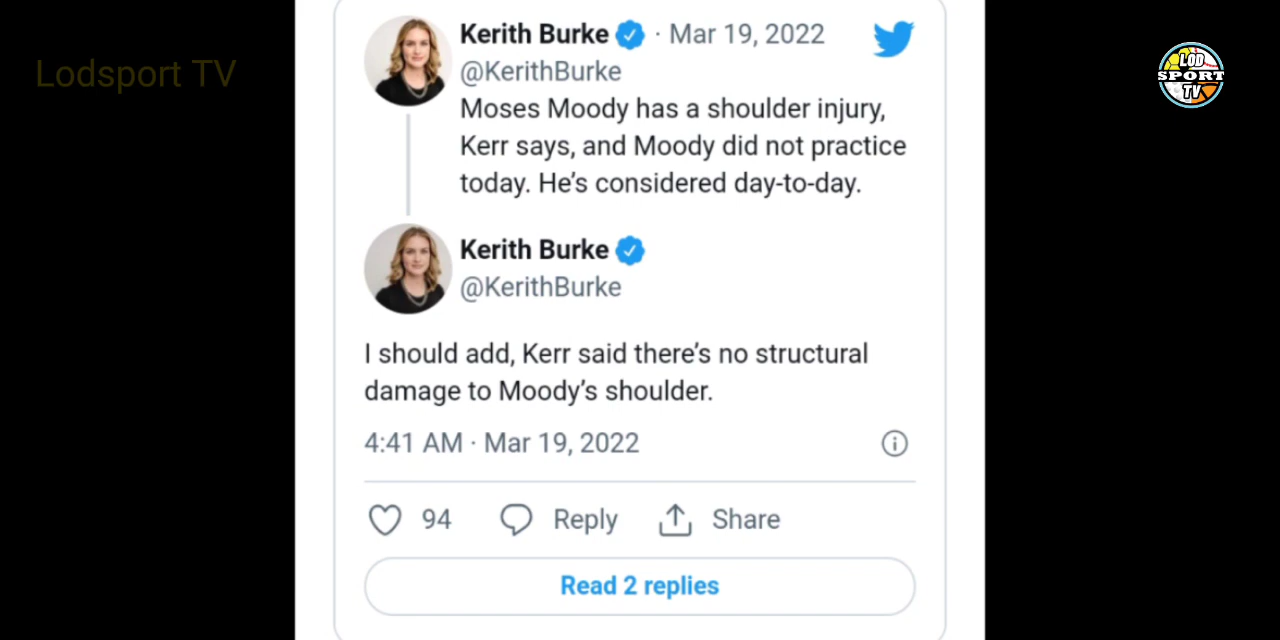 Lodsport TV
LOD
SPORT
TV
Kerith Burke · Mar 19, 2022
@KerithBurke
Moses Moody has a shoulder injury,
Kerr says, and Moody did not practice
today. He’s considered day-to-day.
Kerith Burke
@KerithBurke
I should add, Kerr said there’s no structural
damage to Moody’s shoulder.
4:41 AM · Mar 19, 2022
94 Reply Share
Read 2 replies